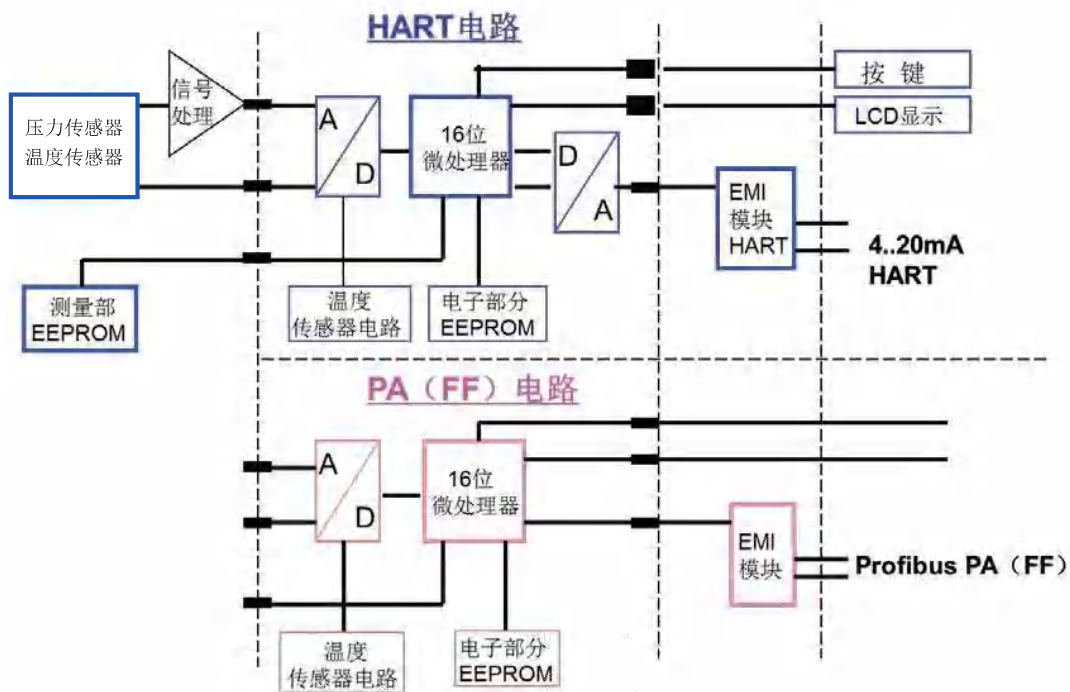 HART电路
信号
处理
压力传感器
温度传感器
A
D
16位
微处理器
D
A
按 键
LCD显示
EMI
模块
HART
4..20mA
HART
测量部
EEPROM
温度
传感器电路
电子部分
EEPROM
PA（FF）电路
A
D
16位
微处理器
EMI
模块
Profibus PA（FF）
温度
传感器电路
电子部分
EEPROM